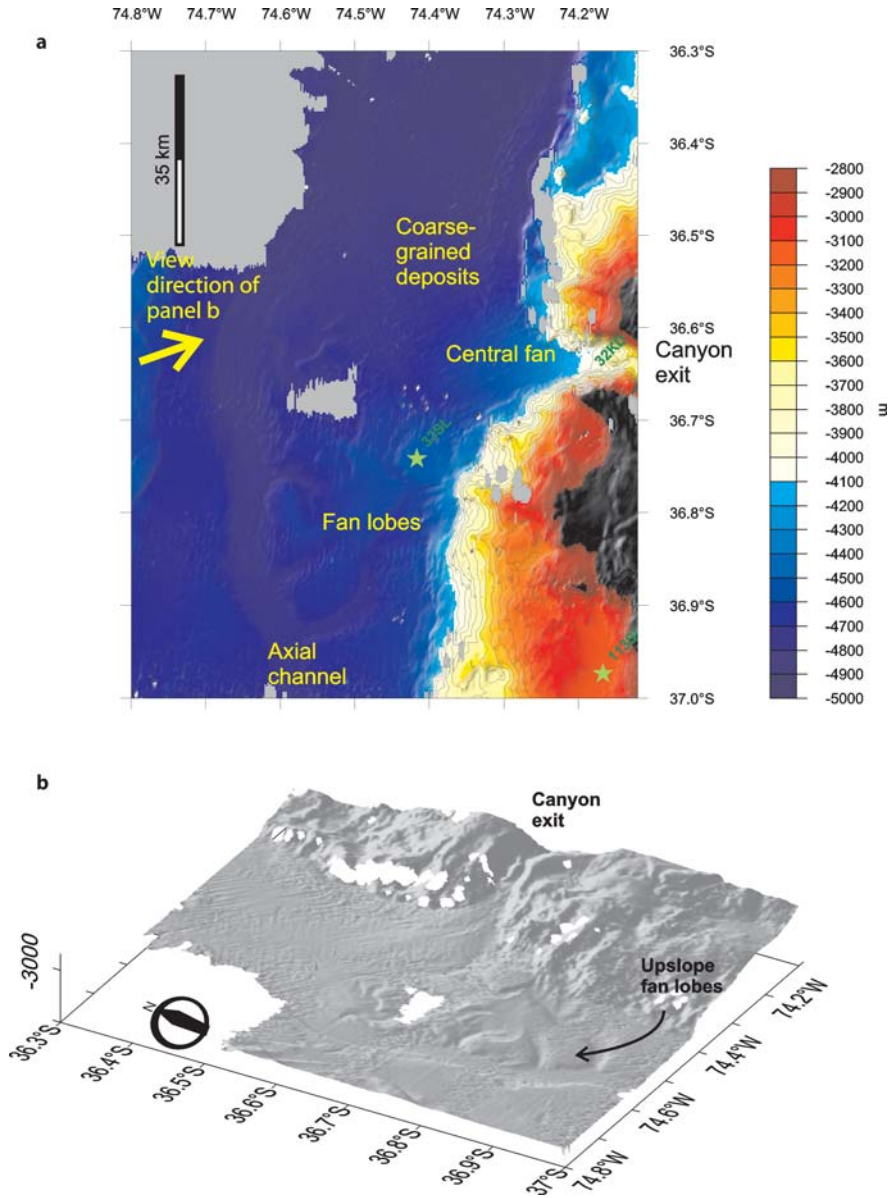 74.8°W 74.7°W 74.6°W 74.5°W 74.4°W 74.3°W 74.2°W
a
36.3°S
36.4°S
36.5°S
36.6°S
36.7°S
36.8°S
36.9°S
37.0°S
35 km
Coarse-
grained
deposits
View
direction of
panel b
Central fan
32KL
Canyon
exit
33SL
Fan lobes
Axial
channel
-2800
-2900
-3000
-3100
-3200
-3300
-3400
-3500
-3600
-3700
-3800
-3900
-4000
-4100
-4200
-4300
-4400
-4500
-4600
-4700
-4800
-4900
-5000
m
b
Canyon
exit
Upslope
fan lobes
-3000
N
36.3°S
36.4°S
36.5°S
36.6°S
36.7°S
36.8°S
36.9°S
37°S
74.8°W
74.6°W
74.4°W
74.2°W